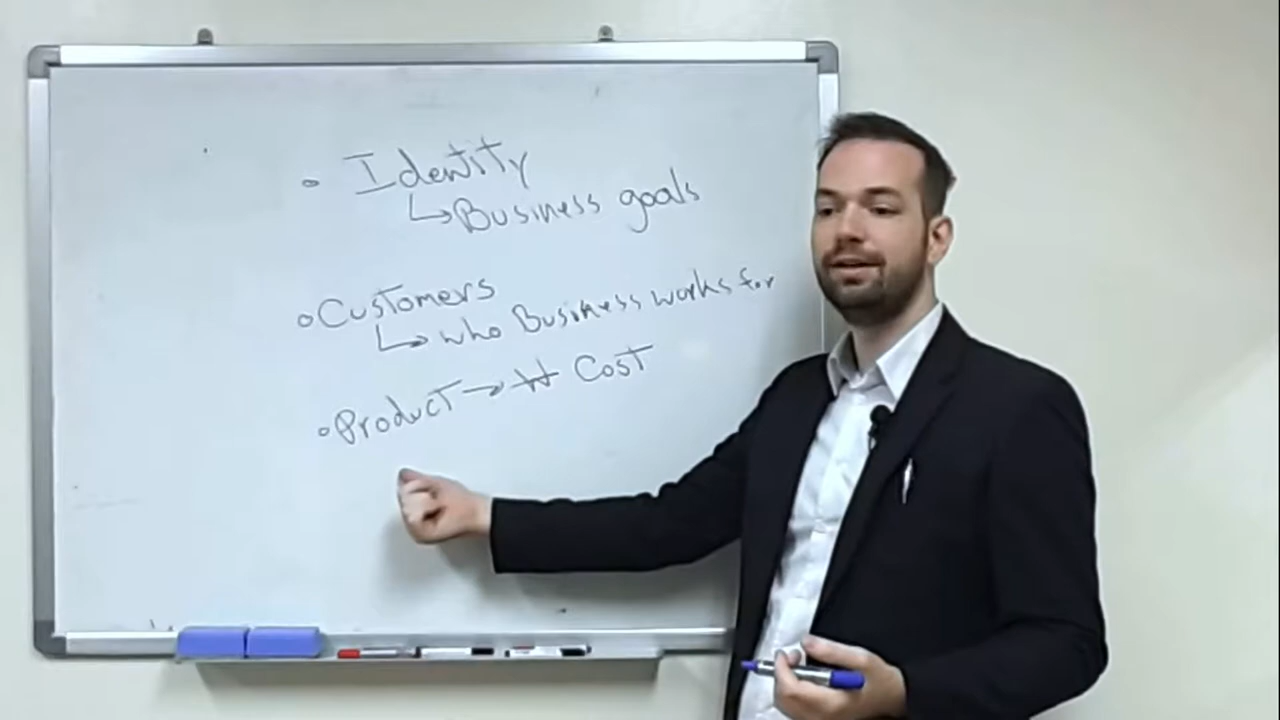 Identity
↳ Business goals
Customers
↳ who Business works for
Product → ₩ Cost